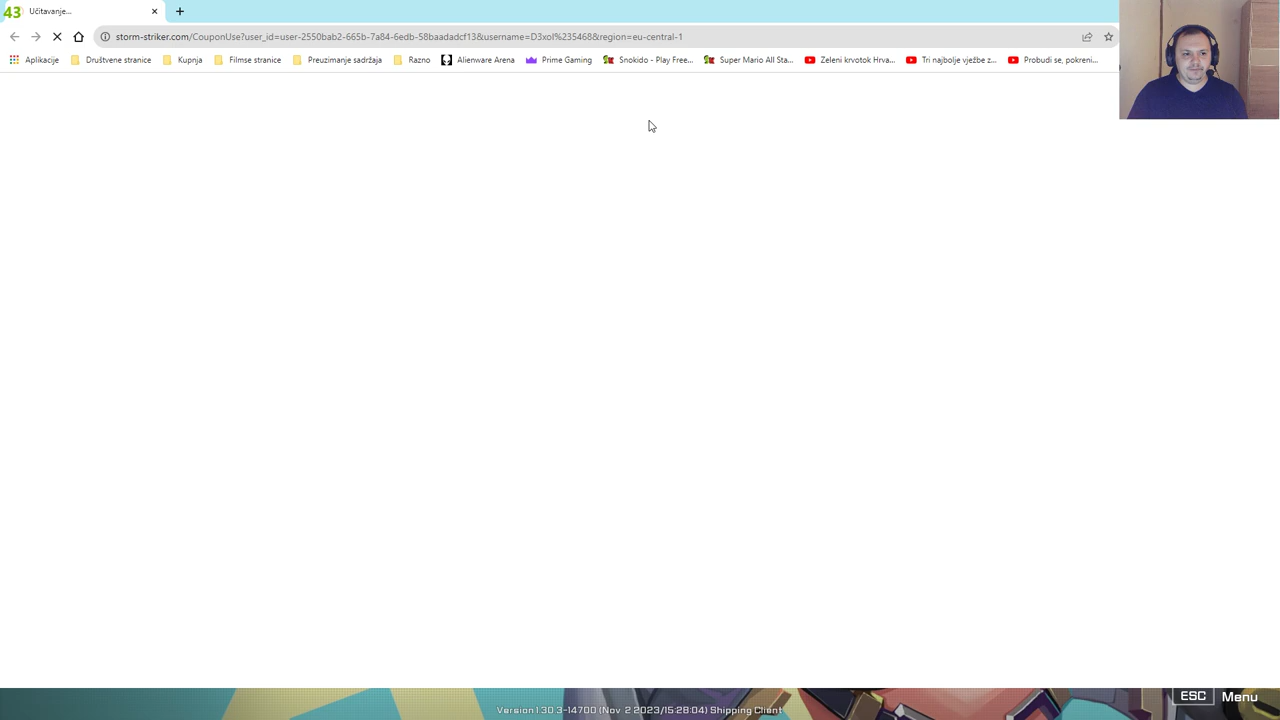 43 Učitavanje...
storm-striker.com/CouponUse?user_id=user-2550bab2-665b-7a84-6edb-58baadadcf13&username=D3xol%235468&region=eu-central-1
Aplikacije Društvene stranice Kupnja Filmse stranice Preuzimanje sadržaja Razno Alienware Arena Prime Gaming Snokido - Play Free... Super Mario All Sta... Zeleni krvotok Hrva... Tri najbolje vježbe z... Probudi se, pokreni...
ESC Menu
Version 1.30.3-14700 (Nov 2 2023/15:28:04) Shipping Client